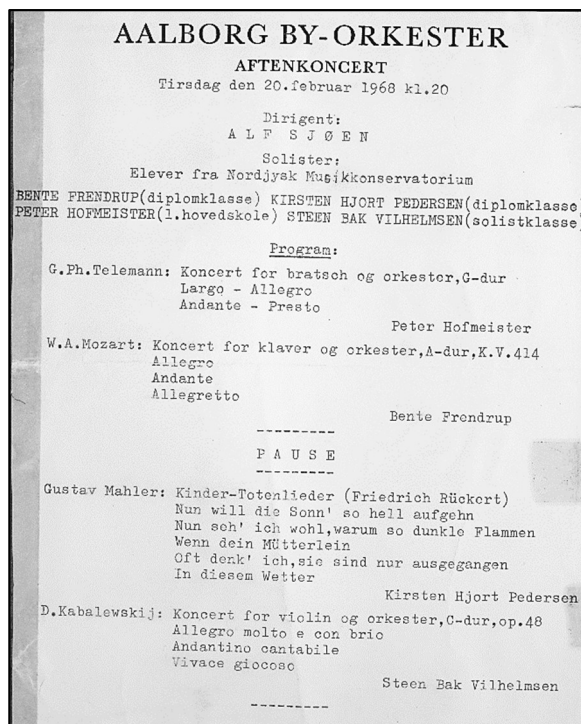 AALBORG BY-ORKESTER
AFTENKONCERT
Tirsdag den 20.februar 1968 kl.20
Dirigent:
A L F S J Ø E N
Solister:
Elever fra Nordjysk Musikkonservatorium
BENTE FRENDRUP(diplomklasse) KIRSTEN HJORT PEDERSEN(diplomklasse)
PETER HOFMEISTER(1.hovedskole) STEEN BAK VILHELMSEN(solistklasse)
Program:
G.Ph.Telemann: Koncert for bratsch og orkester,G-dur
Largo - Allegro
Andante - Presto
Peter Hofmeister
W.A.Mozart: Koncert for klaver og orkester,A-dur,K.V.414
Allegro
Andante
Allegretto
Bente Frendrup
---------
P A U S E
---------
Gustav Mahler: Kinder-Totenlieder (Friedrich Rückert)
Nun will die Sonn' so hell aufgehn
Nun seh' ich wohl,warum so dunkle Flammen
Wenn dein Mütterlein
Oft denk' ich,sie sind nur ausgegangen
In diesem Wetter
Kirsten Hjort Pedersen
D.Kabalewskij: Koncert for violin og orkester,C-dur,op.48
Allegro molto e con brio
Andantino cantabile
Vivace giocoso
Steen Bak Vilhelmsen
---------